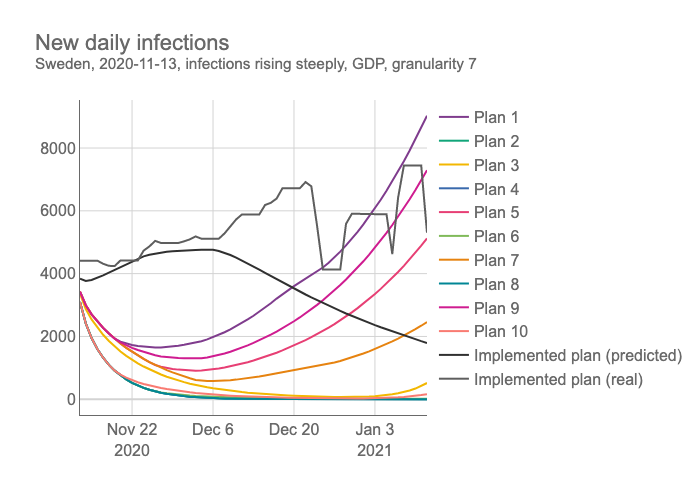 New daily infections
Sweden, 2020-11-13, infections rising steeply, GDP, granularity 7
8000
6000
4000
2000
0
Nov 22
2020
Dec 6
Dec 20
Jan 3
2021
Plan 1
Plan 2
Plan 3
Plan 4
Plan 5
Plan 6
Plan 7
Plan 8
Plan 9
Plan 10
Implemented plan (predicted)
Implemented plan (real)